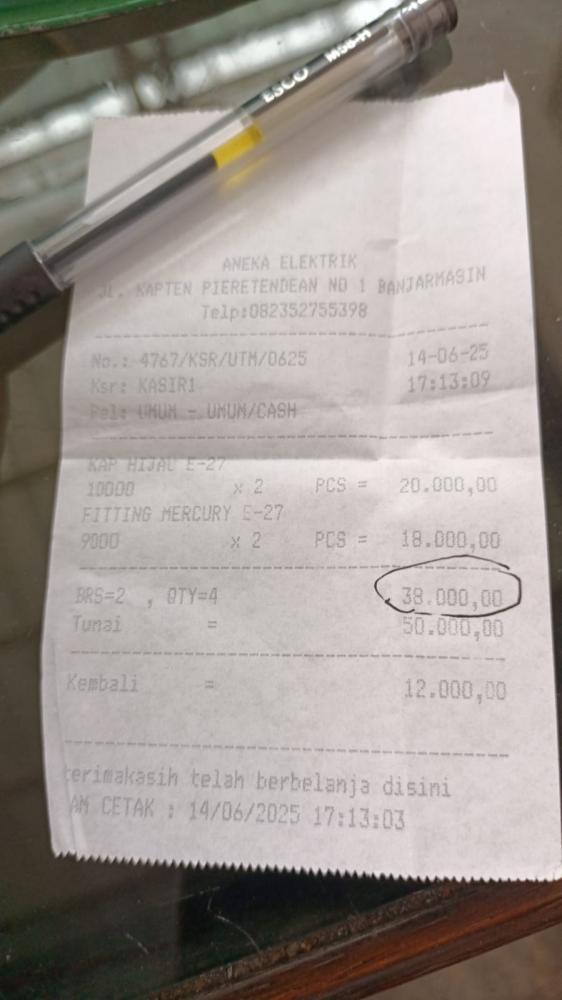 ESCO
ANEKA ELEKTRIK
JL. KAPTEN PIERETENDEAN NO 1 BANJARMASIN
Telp:082352755398
No.: 4767/KSR/UTM/0625 14-06-25
Ksr: KASIR1 17:13:09
Pel: UMUM - UMUM/CASH
KAP HIJAU E-27
10000 x 2 PCS = 20.000,00
FITTING MERCURY E-27
9000 x 2 PCS = 18.000,00
BRS=2 , QTY=4 38.000,00
Tunai = 50.000,00
Kembali = 12.000,00
terimakasih telah berbelanja disini
AM CETAK : 14/06/2025 17:13:03